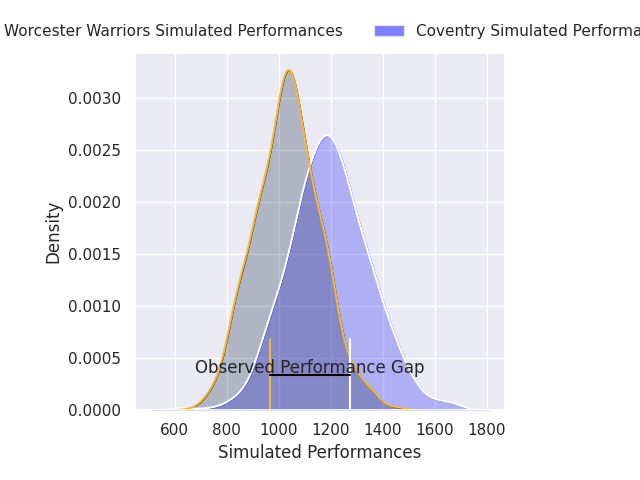 Worcester Warriors Simulated Performances
Coventry Simulated Performa
0.0030
0.0025
0.0020
0.0015
0.0010
0.0005
0.0000
Density
Observed Performance Gap
600 800 1000 1200 1400 1600 1800
Simulated Performances